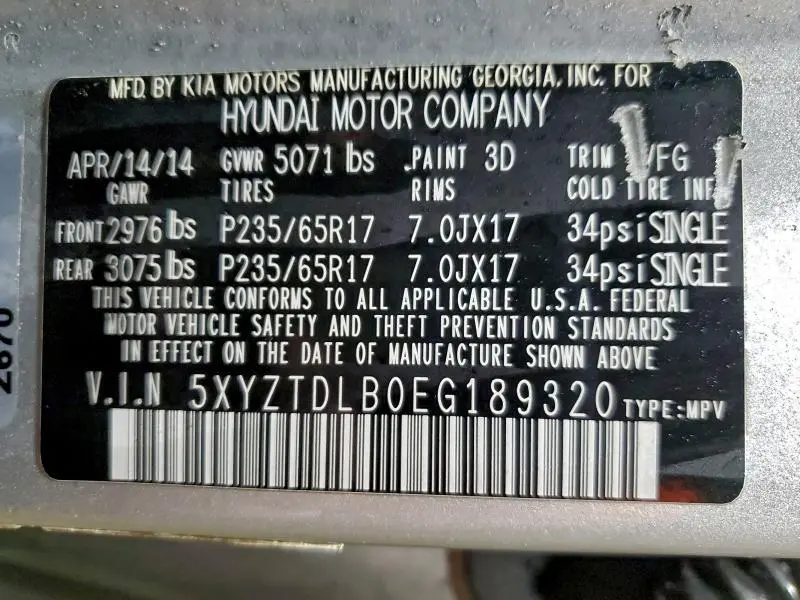 MFD. BY KIA MOTORS MANUFACTURING GEORGIA, INC. FOR
HYUNDAI MOTOR COMPANY
APR/14/14 GVWR 5071 lbs .PAINT 3D TRIM VFG
GAWR TIRES RIMS COLD TIRE INF.
FRONT 2976 lbs P235/65R17 7.0JX17 34psi SINGLE
REAR 3075 lbs P235/65R17 7.0JX17 34psi SINGLE
THIS VEHICLE CONFORMS TO ALL APPLICABLE U.S.A. FEDERAL
MOTOR VEHICLE SAFETY AND THEFT PREVENTION STANDARDS
IN EFFECT ON THE DATE OF MANUFACTURE SHOWN ABOVE
V.I.N 5XYZTDLB0EG189320 TYPE:MPV